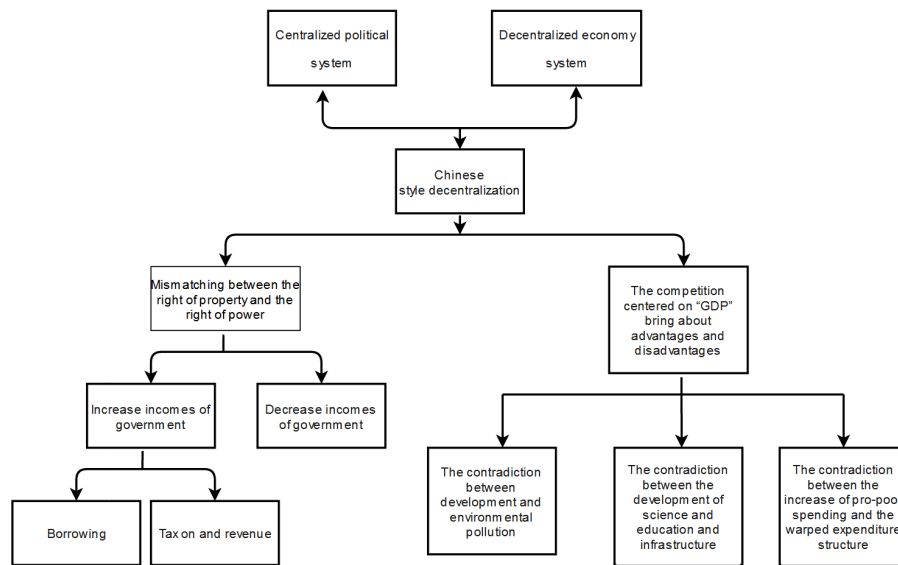 Centralized political
system
Decentralized economy
system
Chinese
style decentralization
Mismatching between the
right of property and the
right of power
The competition
centered on “GDP”
bring about
advantages and
disadvantages
Increase incomes of
government
Decrease incomes
of government
Borrowing
Taxon and revenue
The contradiction
between
development and
environmental
pollution
The contradiction
between the
development of
science and
education and
infrastructure
The contradiction
between the
increase of pro-poor
spending and the
warped expenditure
structure